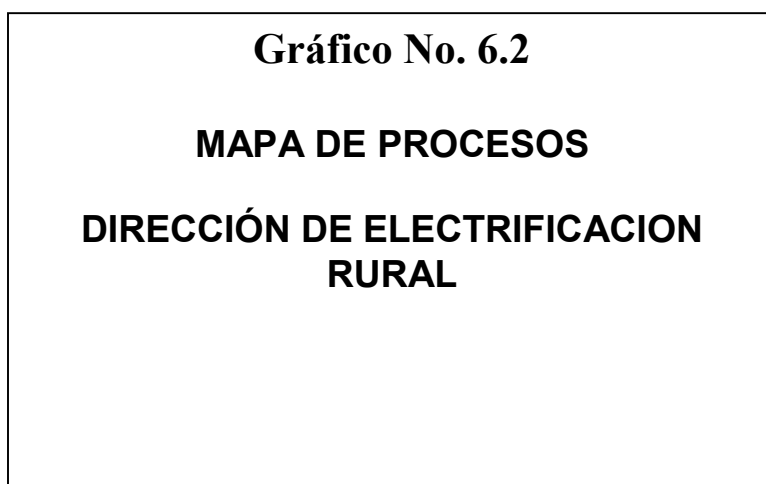 Gráfico No. 6.2
MAPA DE PROCESOS
DIRECCIÓN DE ELECTRIFICACION
RURAL